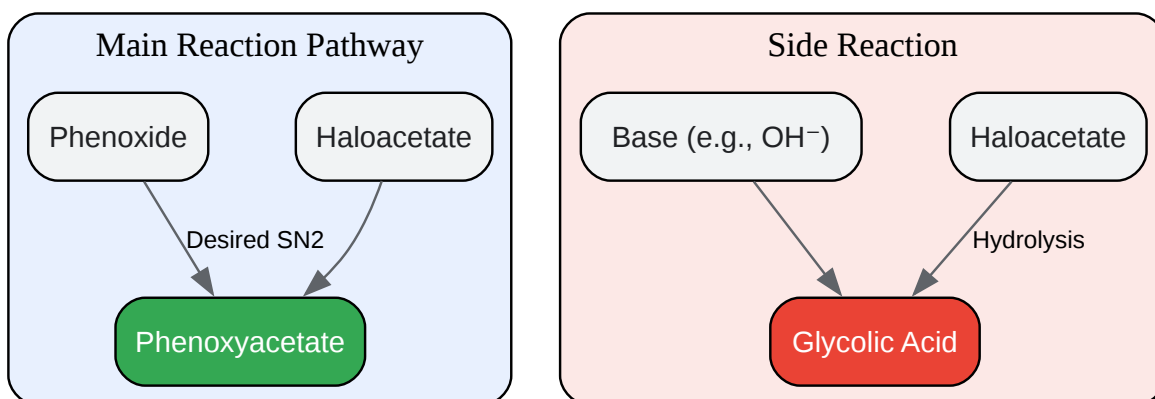 Main Reaction Pathway
Phenoxide
Haloacetate
Desired SN2
Phenoxyacetate
Side Reaction
Base (e.g., OH⁻)
Haloacetate
Hydrolysis
Glycolic Acid